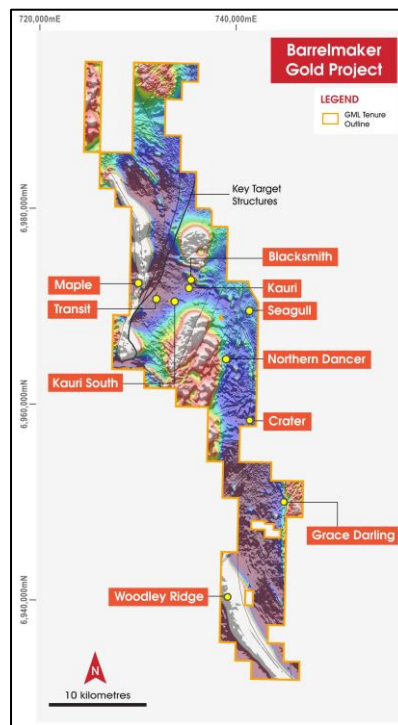 720,000mE
740,000mE
Barrelmaker
Gold Project
LEGEND
GML Tenure
Outline
Key Target
Structures
6,980,000mN
Blacksmith
Maple
Kauri
Transit
Seagull
Northern Dancer
Kauri South
6,960,000mN
Crater
Grace Darling
Woodley Ridge
6,940,000mN
N
10 kilometres